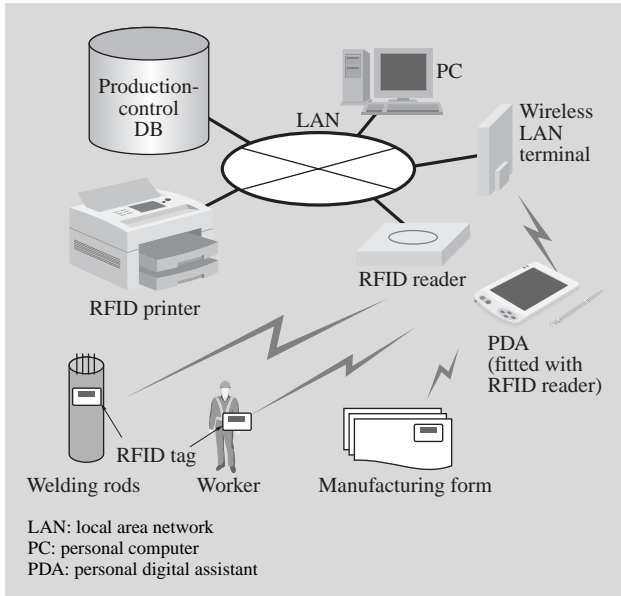 Production-
control
DB
PC
LAN
Wireless
LAN
terminal
RFID printer
RFID reader
PDA
(fitted with
RFID reader)
RFID tag
Welding rods
Worker
Manufacturing form
LAN: local area network
PC: personal computer
PDA: personal digital assistant